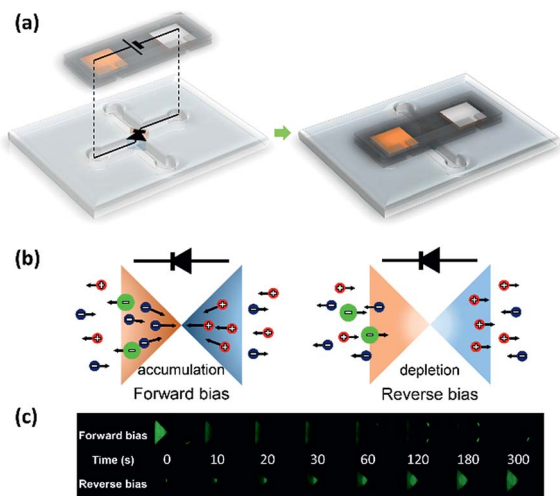 (a)
(b)
accumulation
Forward bias
depletion
Reverse bias
(c)
Forward bias
Time (s) 0 10 20 30 60 120 180 300
Reverse bias